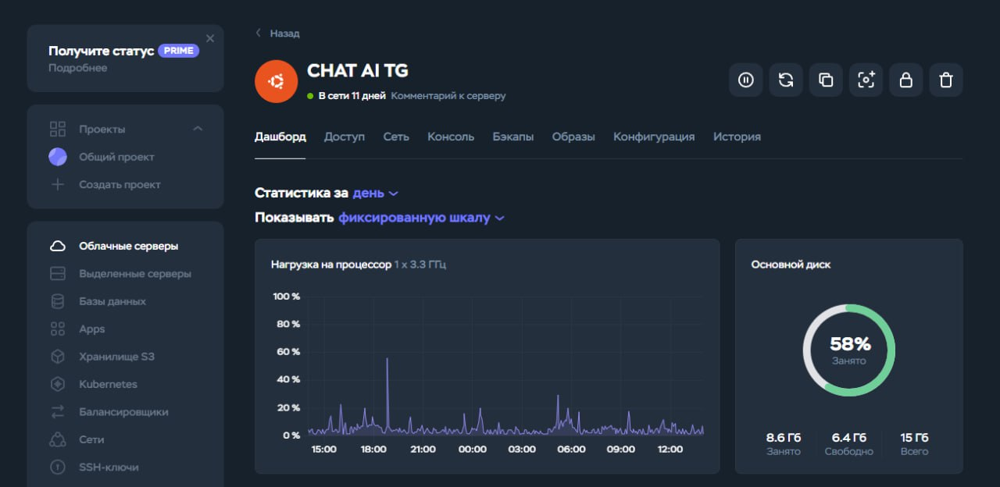 Получите статус PRIME
Подробнее
Проекты
Общий проект
Создать проект
Облачные серверы
Выделенные серверы
Базы данных
Apps
Хранилище S3
Kubernetes
Балансировщики
Сети
SSH-ключи
Назад
CHAT AI TG
В сети 11 дней Комментарий к серверу
Дашборд Доступ Сеть Консоль Бэкапы Образы Конфигурация История
Статистика за день
Показывать фиксированную шкалу
Нагрузка на процессор 1 x 3.3 ГГц
100 %
80 %
60 %
40 %
20 %
0 %
15:00 18:00 21:00 00:00 03:00 06:00 09:00 12:00
Основной диск
58%
Занято
8.6 Гб 6.4 Гб 15 Гб
Занято Свободно Всего